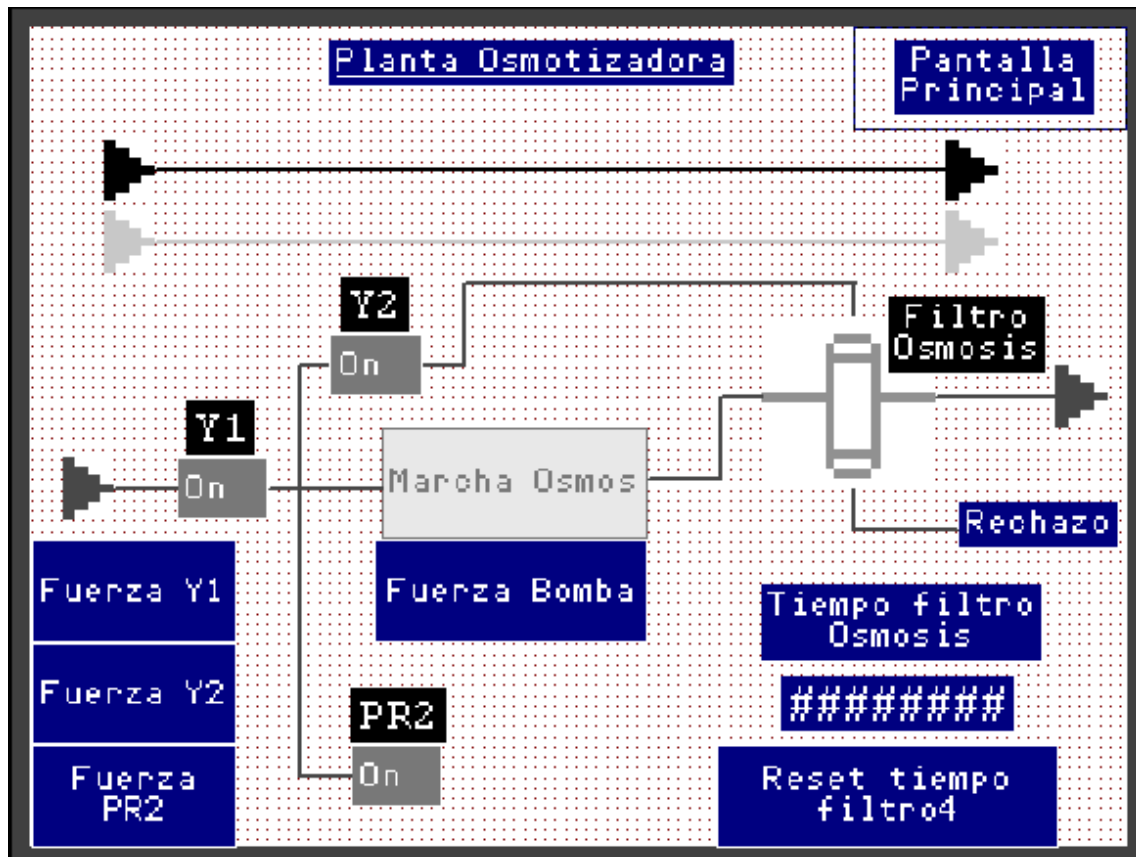 Planta Osmotizadora
Pantalla
Principal
Y2
On
Filtro
Osmosis
Y1
On
Marcha Osmos
Rechazo
Fuerza Y1
Fuerza Bomba
Tiempo filtro
Osmosis
Fuerza Y2
########
PR2
On
Fuerza
PR2
Reset tiempo
filtro4